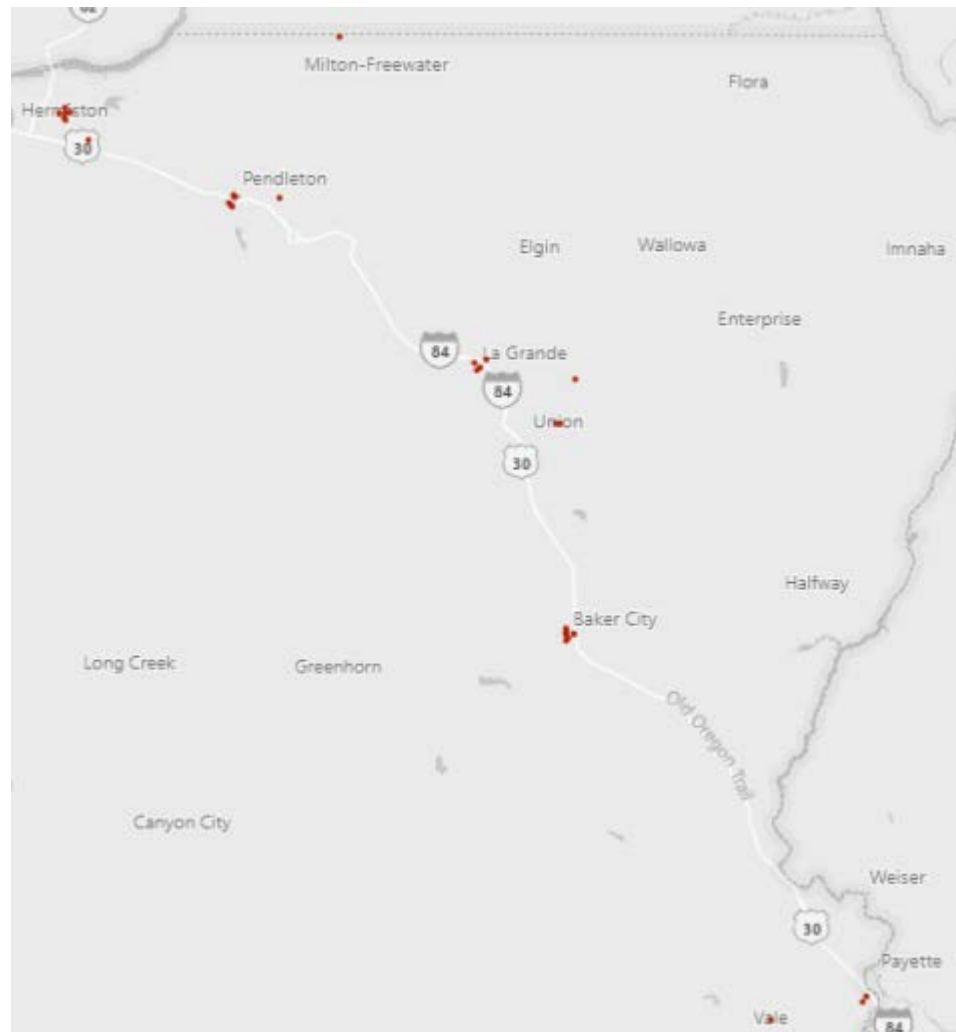 82
Milton-Freewater
Flora
Hermiston
30
Pendleton
Elgin
Wallowa
Imnaha
Enterprise
84
La Grande
84
Union
30
Halfway
Baker City
Long Creek
Greenhorn
Old Oregon Trail
Canyon City
Weiser
30
Payette
Vale
84